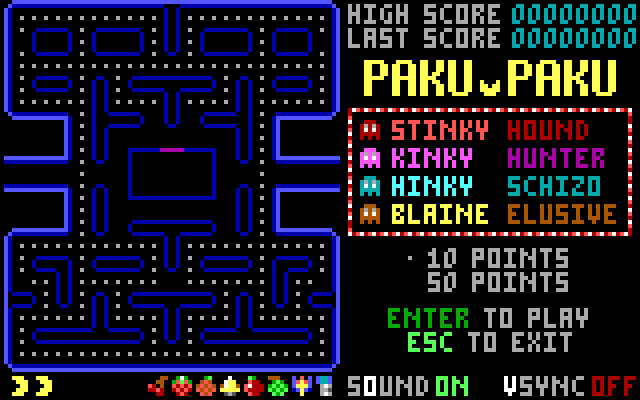 HIGH SCORE 00000000
LAST SCORE 00000000
PAKU PAKU
STINKY HOUND
KINKY HUNTER
HINKY SCHIZO
BLAINE ELUSIVE
10 POINTS
50 POINTS
ENTER TO PLAY
ESC TO EXIT
SOUND ON VSYNC OFF